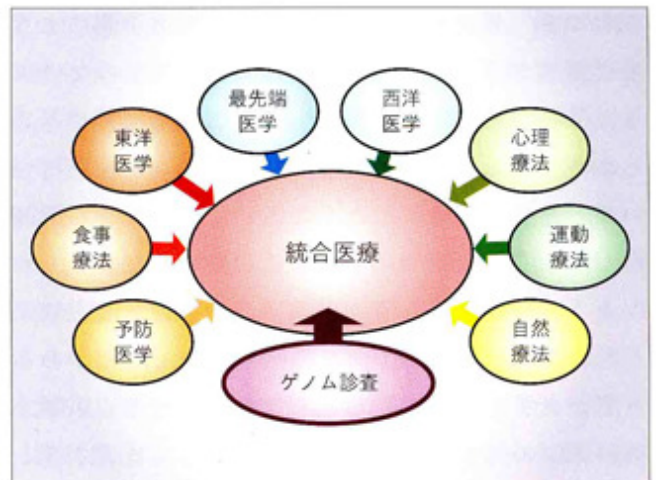 最先端
医学
西洋
医学
東洋
医学
心理
療法
食事
療法
統合医療
運動
療法
予防
医学
自然
療法
ゲノム診査